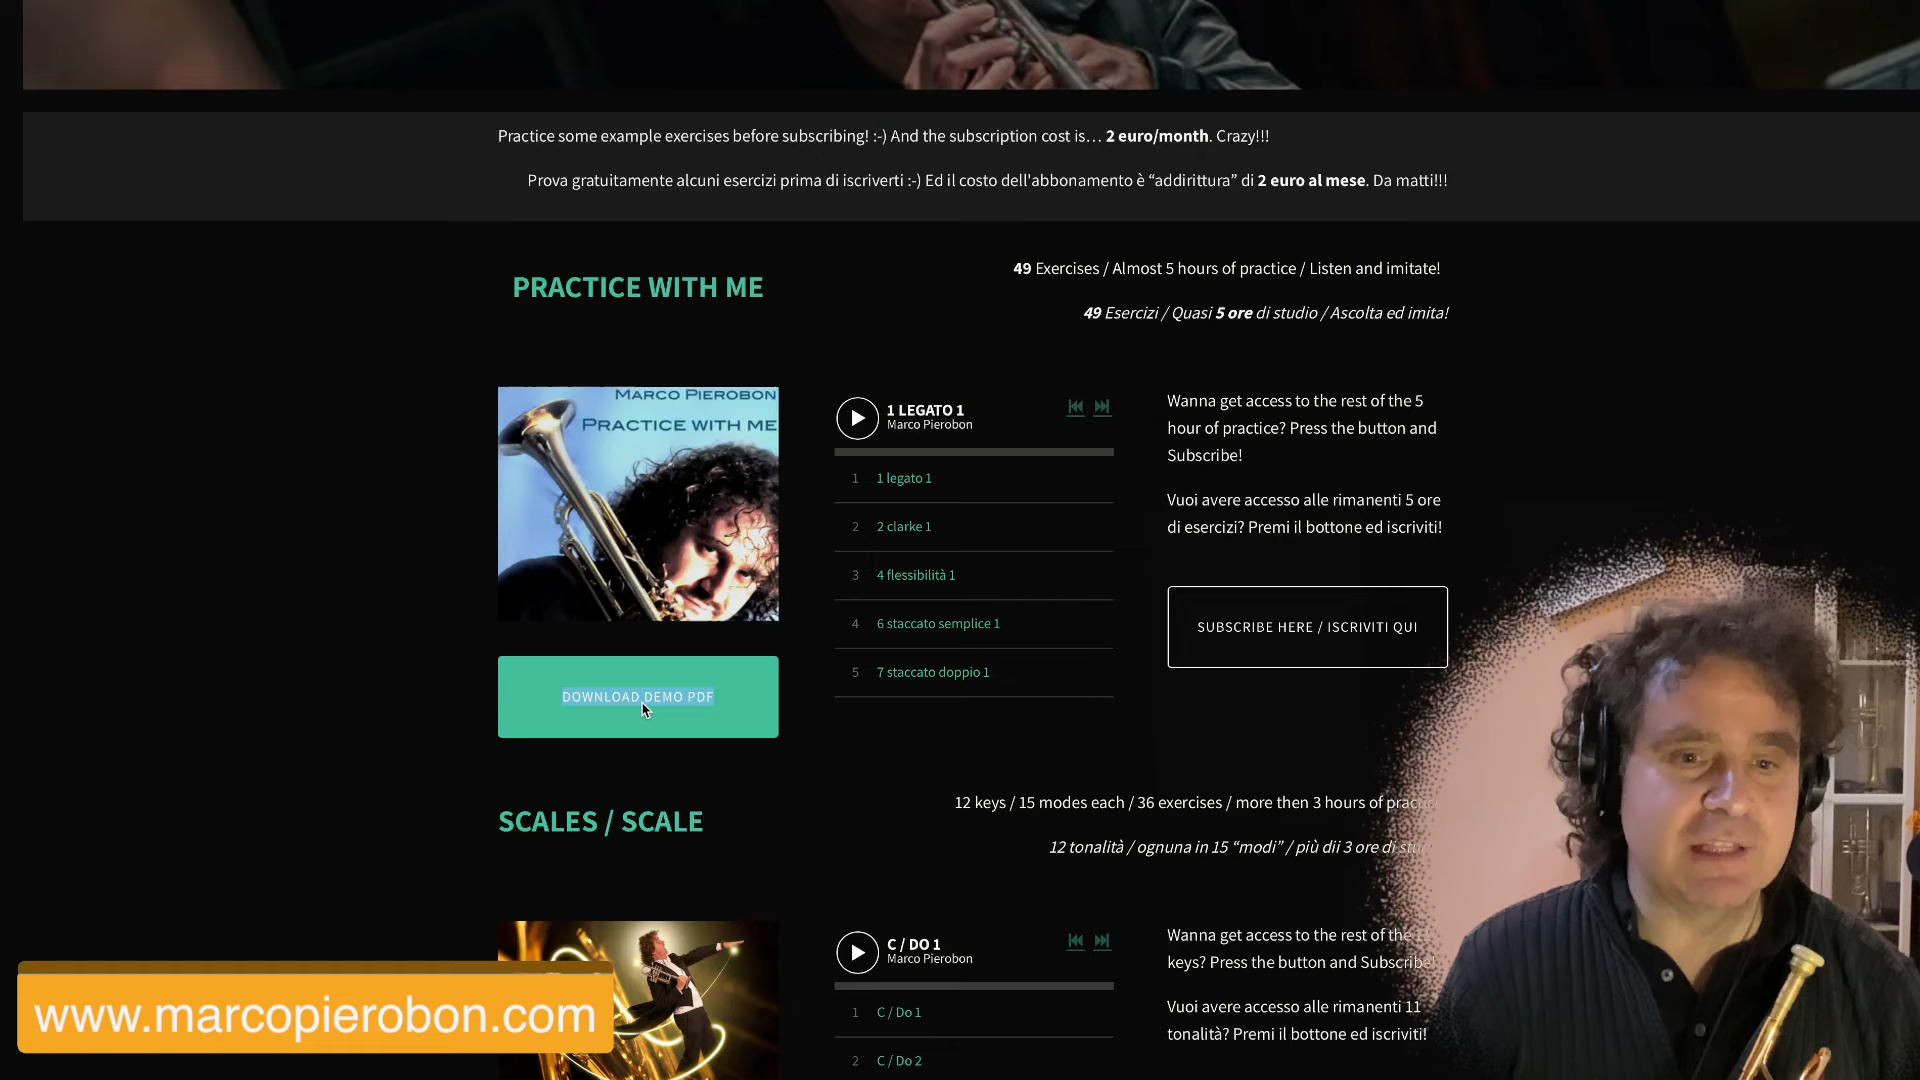 Practice some example exercises before subscribing! :-) And the subscription cost is… 2 euro/month. Crazy!!!
Prova gratuitamente alcuni esercizi prima di iscriverti :-) Ed il costo dell'abbonamento è “addirittura” di 2 euro al mese. Da matti!!!
PRACTICE WITH ME
49 Exercises / Almost 5 hours of practice / Listen and imitate!
49 Esercizi / Quasi 5 ore di studio / Ascolta ed imita!
MARCO PIEROBON
PRACTICE WITH ME
DOWNLOAD DEMO PDF
1 LEGATO 1
Marco Pierobon
1 1 legato 1
2 2 clarke 1
3 4 flessibilità 1
4 6 staccato semplice 1
5 7 staccato doppio 1
Wanna get access to the rest of the 5
hour of practice? Press the button and
Subscribe!
Vuoi avere accesso alle rimanenti 5 ore
di esercizi? Premi il bottone ed iscriviti!
SUBSCRIBE HERE / ISCRIVITI QUI
SCALES / SCALE
12 keys / 15 modes each / 36 exercises / more then 3 hours of
12 tonalità / ognuna in 15 “modi” / più dii 3 ore di
C / DO 1
Marco Pierobon
1 C / Do 1
2 C / Do 2
Wanna get access to the rest of the
keys? Press the button and Subscribe!
Vuoi avere accesso alle rimanenti 11
tonalità? Premi il bottone ed iscriviti!
www.marcopierobon.com